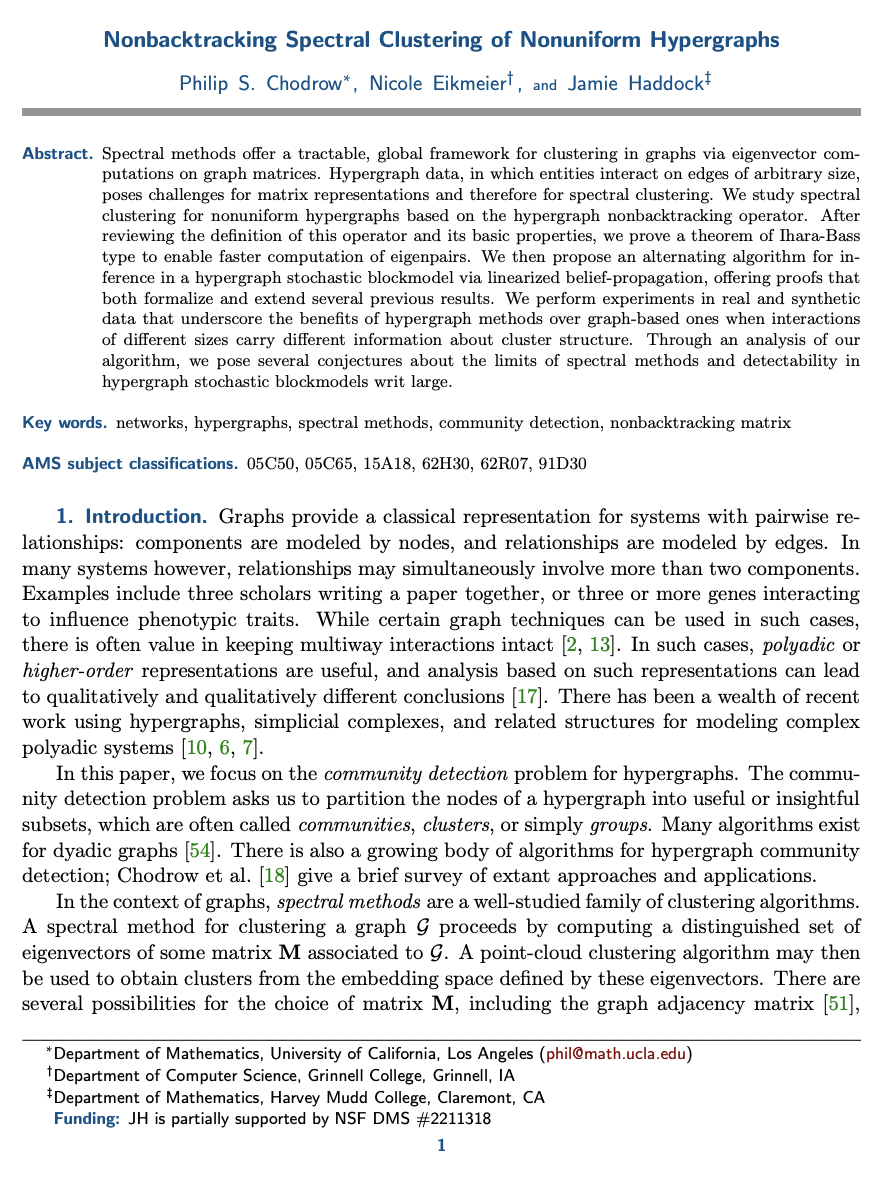 Nonbacktracking Spectral Clustering of Nonuniform Hypergraphs
Philip S. Chodrow*, Nicole Eikmeier†, and Jamie Haddock‡
Abstract. Spectral methods offer a tractable, global framework for clustering in graphs via eigenvector com-
putations on graph matrices. Hypergraph data, in which entities interact on edges of arbitrary size,
poses challenges for matrix representations and therefore for spectral clustering. We study spectral
clustering for nonuniform hypergraphs based on the hypergraph nonbacktracking operator. After
reviewing the definition of this operator and its basic properties, we prove a theorem of Ihara-Bass
type to enable faster computation of eigenpairs. We then propose an alternating algorithm for in-
ference in a hypergraph stochastic blockmodel via linearized belief-propagation, offering proofs that
both formalize and extend several previous results. We perform experiments in real and synthetic
data that underscore the benefits of hypergraph methods over graph-based ones when interactions
of different sizes carry different information about cluster structure. Through an analysis of our
algorithm, we pose several conjectures about the limits of spectral methods and detectability in
hypergraph stochastic blockmodels writ large.
Key words. networks, hypergraphs, spectral methods, community detection, nonbacktracking matrix
AMS subject classifications. 05C50, 05C65, 15A18, 62H30, 62R07, 91D30
1. Introduction. Graphs provide a classical representation for systems with pairwise re-
lationships: components are modeled by nodes, and relationships are modeled by edges. In
many systems however, relationships may simultaneously involve more than two components.
Examples include three scholars writing a paper together, or three or more genes interacting
to influence phenotypic traits. While certain graph techniques can be used in such cases,
there is often value in keeping multiway interactions intact [2, 13]. In such cases, polyadic or
higher-order representations are useful, and analysis based on such representations can lead
to qualitatively and qualitatively different conclusions [17]. There has been a wealth of recent
work using hypergraphs, simplicial complexes, and related structures for modeling complex
polyadic systems [10, 6, 7].
In this paper, we focus on the community detection problem for hypergraphs. The commu-
nity detection problem asks us to partition the nodes of a hypergraph into useful or insightful
subsets, which are often called communities, clusters, or simply groups. Many algorithms exist
for dyadic graphs [54]. There is also a growing body of algorithms for hypergraph community
detection; Chodrow et al. [18] give a brief survey of extant approaches and applications.
In the context of graphs, spectral methods are a well-studied family of clustering algorithms.
A spectral method for clustering a graph 𝒢 proceeds by computing a distinguished set of
eigenvectors of some matrix M associated to 𝒢. A point-cloud clustering algorithm may then
be used to obtain clusters from the embedding space defined by these eigenvectors. There are
several possibilities for the choice of matrix M, including the graph adjacency matrix [51],
*Department of Mathematics, University of California, Los Angeles (phil@math.ucla.edu)
†Department of Computer Science, Grinnell College, Grinnell, IA
‡Department of Mathematics, Harvey Mudd College, Claremont, CA
Funding: JH is partially supported by NSF DMS #2211318
1